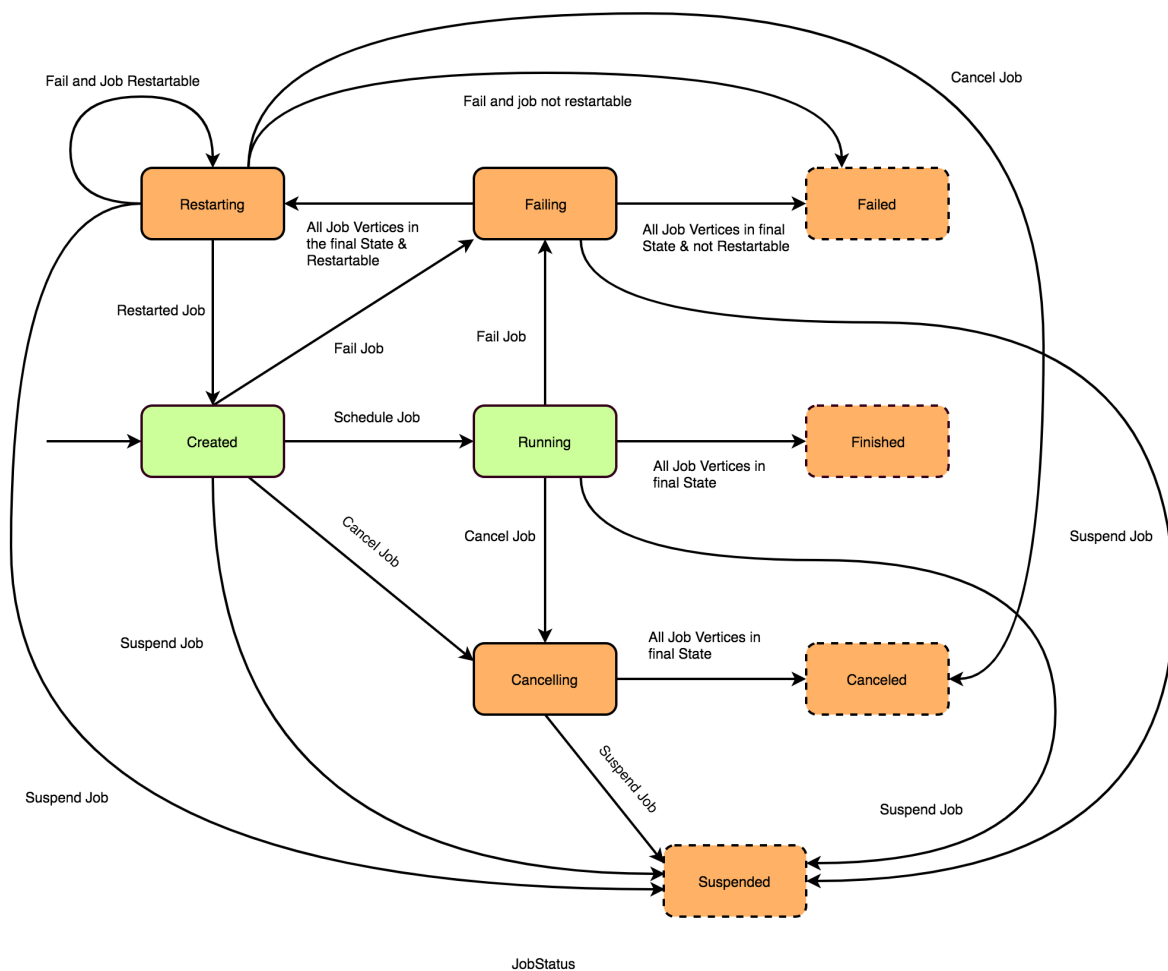 Fail and Job Restartable
Cancel Job
Fail and job not restartable
Restarting
Failing
Failed
All Job Vertices in
the final State &
Restartable
All Job Vertices in final
State & not Restartable
Restarted Job
Fail Job
Fail Job
Schedule Job
Created
Running
Finished
All Job Vertices in
final State
Cancel Job
Cancel Job
Suspend Job
Suspend Job
All Job Vertices in
final State
Cancelling
Canceled
Suspend Job
Suspend Job
Suspend Job
Suspended
JobStatus